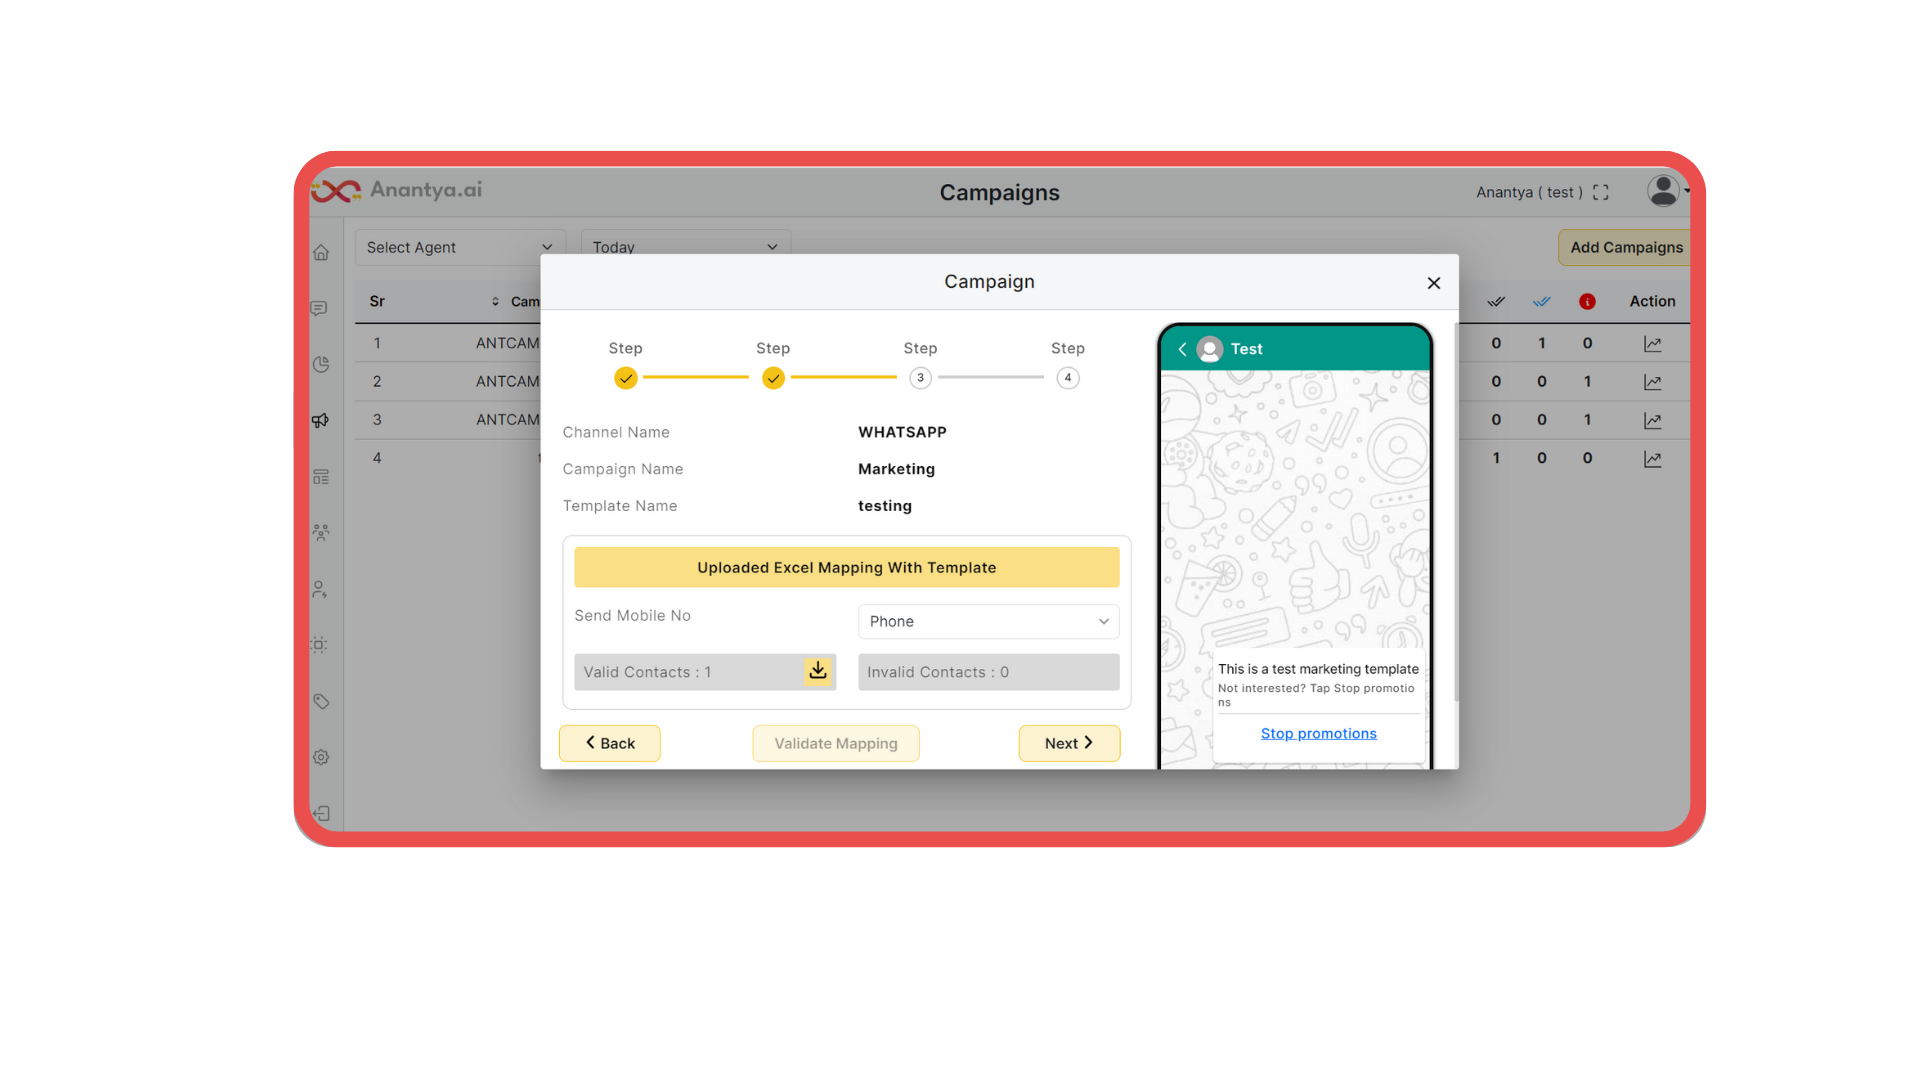 Anantya.ai
Campaigns
Anantya ( test )
Select Agent
Today
Add Campaigns
Sr
Cam
Action
1
ANTCAM
0 1 0
2
ANTCAM
0 0 1
3
ANTCAM
0 0 1
4
1 0 0
Campaign
Step Step Step Step
3 4
Channel Name WHATSAPP
Campaign Name Marketing
Template Name testing
Uploaded Excel Mapping With Template
Send Mobile No Phone
Valid Contacts : 1 Invalid Contacts : 0
Back Validate Mapping Next
Test
This is a test marketing template
Not interested? Tap Stop promotio
ns
Stop promotions